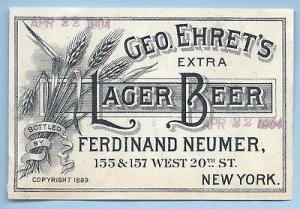 APR 22 1904
GEO. EHRET'S
EXTRA
LAGER BEER
APR 22 1904
BOTTLED
BY
FERDINAND NEUMER,
155 & 157 WEST 20TH ST.
NEW YORK.
COPYRIGHT 1889.